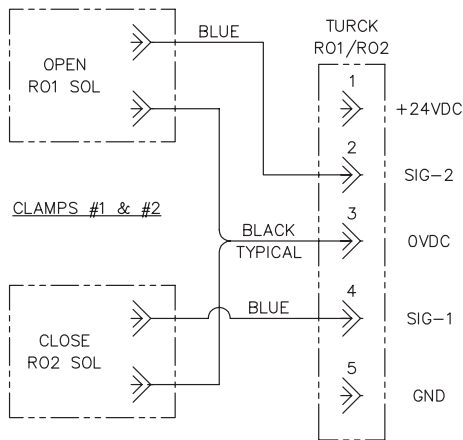 OPEN
RO1 SOL
BLUE
TURCK
RO1/RO2
1
+24VDC
2
SIG-2
CLAMPS #1 & #2
BLACK
TYPICAL
3
0VDC
CLOSE
RO2 SOL
BLUE
4
SIG-1
5
GND